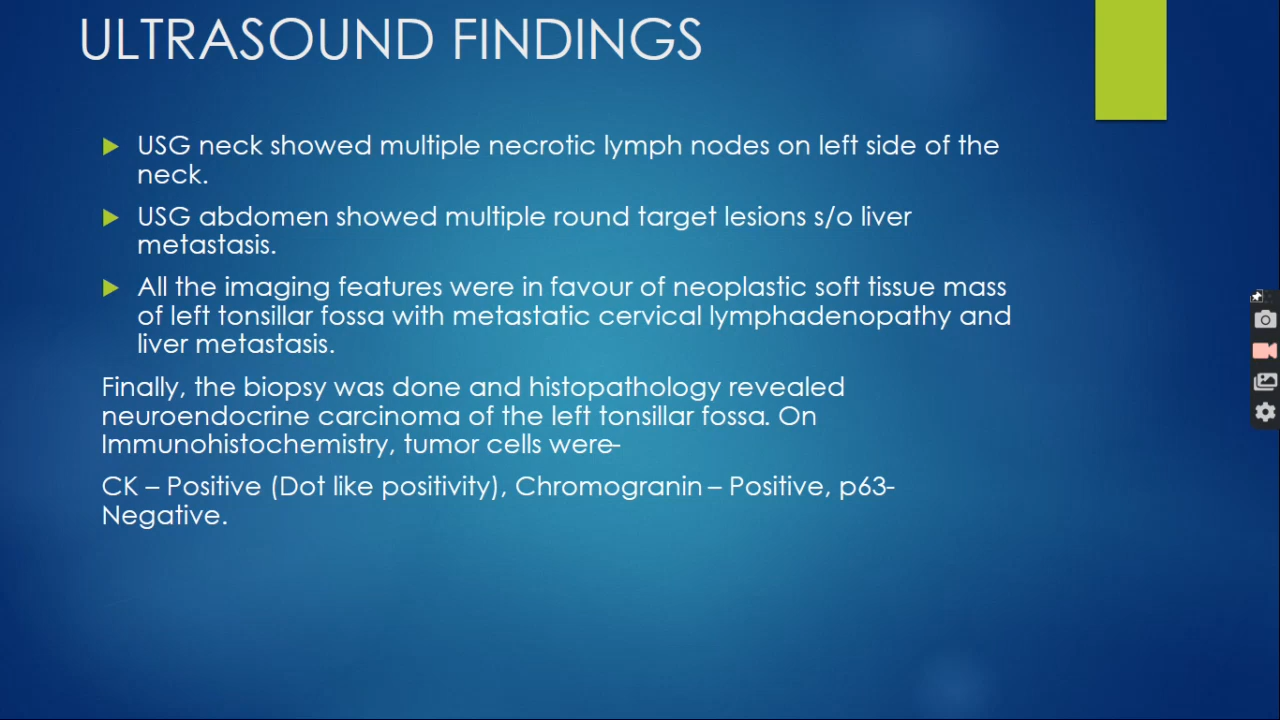 ULTRASOUND FINDINGS
USG neck showed multiple necrotic lymph nodes on left side of the
neck.
USG abdomen showed multiple round target lesions s/o liver
metastasis.
All the imaging features were in favour of neoplastic soft tissue mass
of left tonsillar fossa with metastatic cervical lymphadenopathy and
liver metastasis.
Finally, the biopsy was done and histopathology revealed
neuroendocrine carcinoma of the left tonsillar fossa. On
Immunohistochemistry, tumor cells were-
CK – Positive (Dot like positivity), Chromogranin – Positive, p63-
Negative.